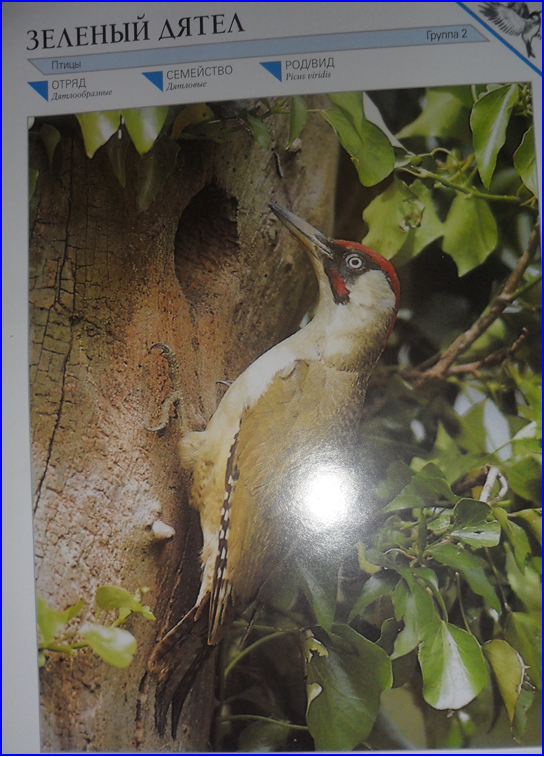 ЗЕЛЕНЫЙ ДЯТЕЛ
Группа 2
Птицы
ОТРЯД
Дятлообразные
СЕМЕЙСТВО
Дятловые
РОД/ВИД
Picus viridis